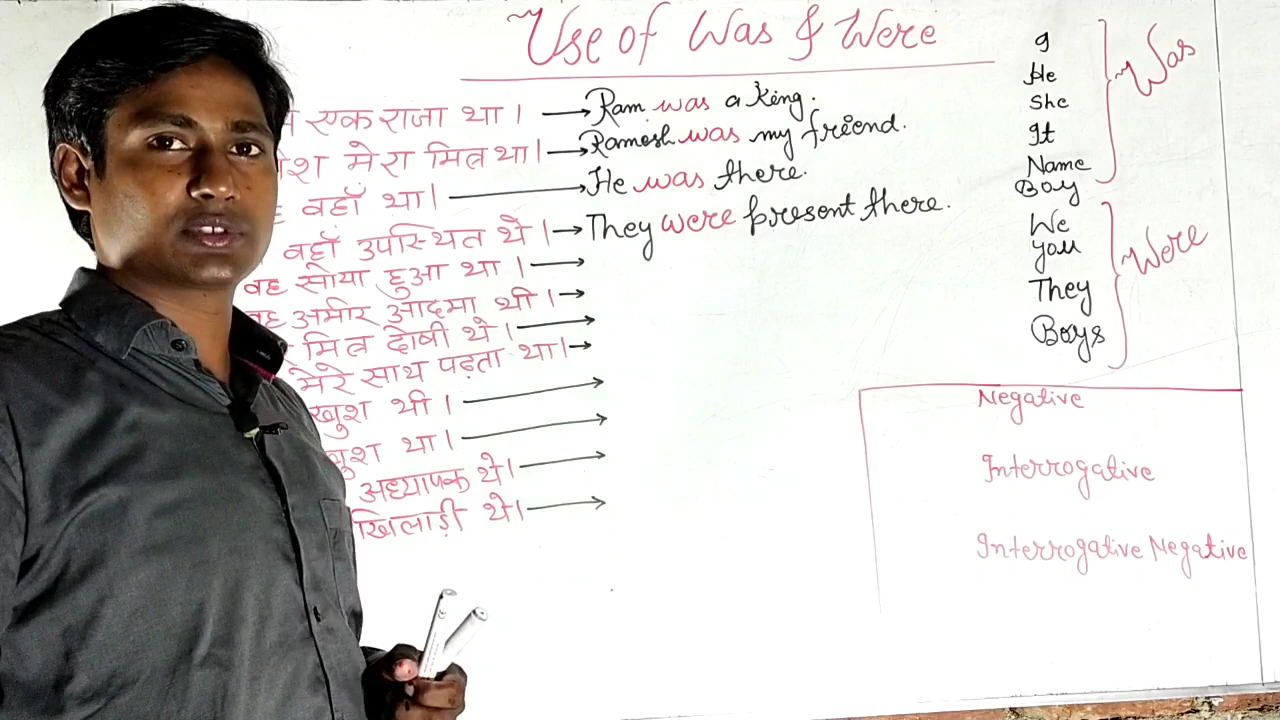 Use of Was & Were
एक राजा था। → Ram was a king.
मेरा मित्र था। → Ramesh was my friend.
वहाँ था। → He was there.
वहाँ उपस्थित थे। → They were present there.
वह सोया हुआ था। →
वह अमीर आदमी थी। →
मित्र दोषी थे। →
मेरे साथ पढ़ता था। →
खुश थी। →
खुश था। →
अध्यापक थे। →
खिलाड़ी थे। →
I
He
She
It
Name
Boy
Was
We
you
They
Boys
Were
Negative
Interrogative
Interrogative Negative